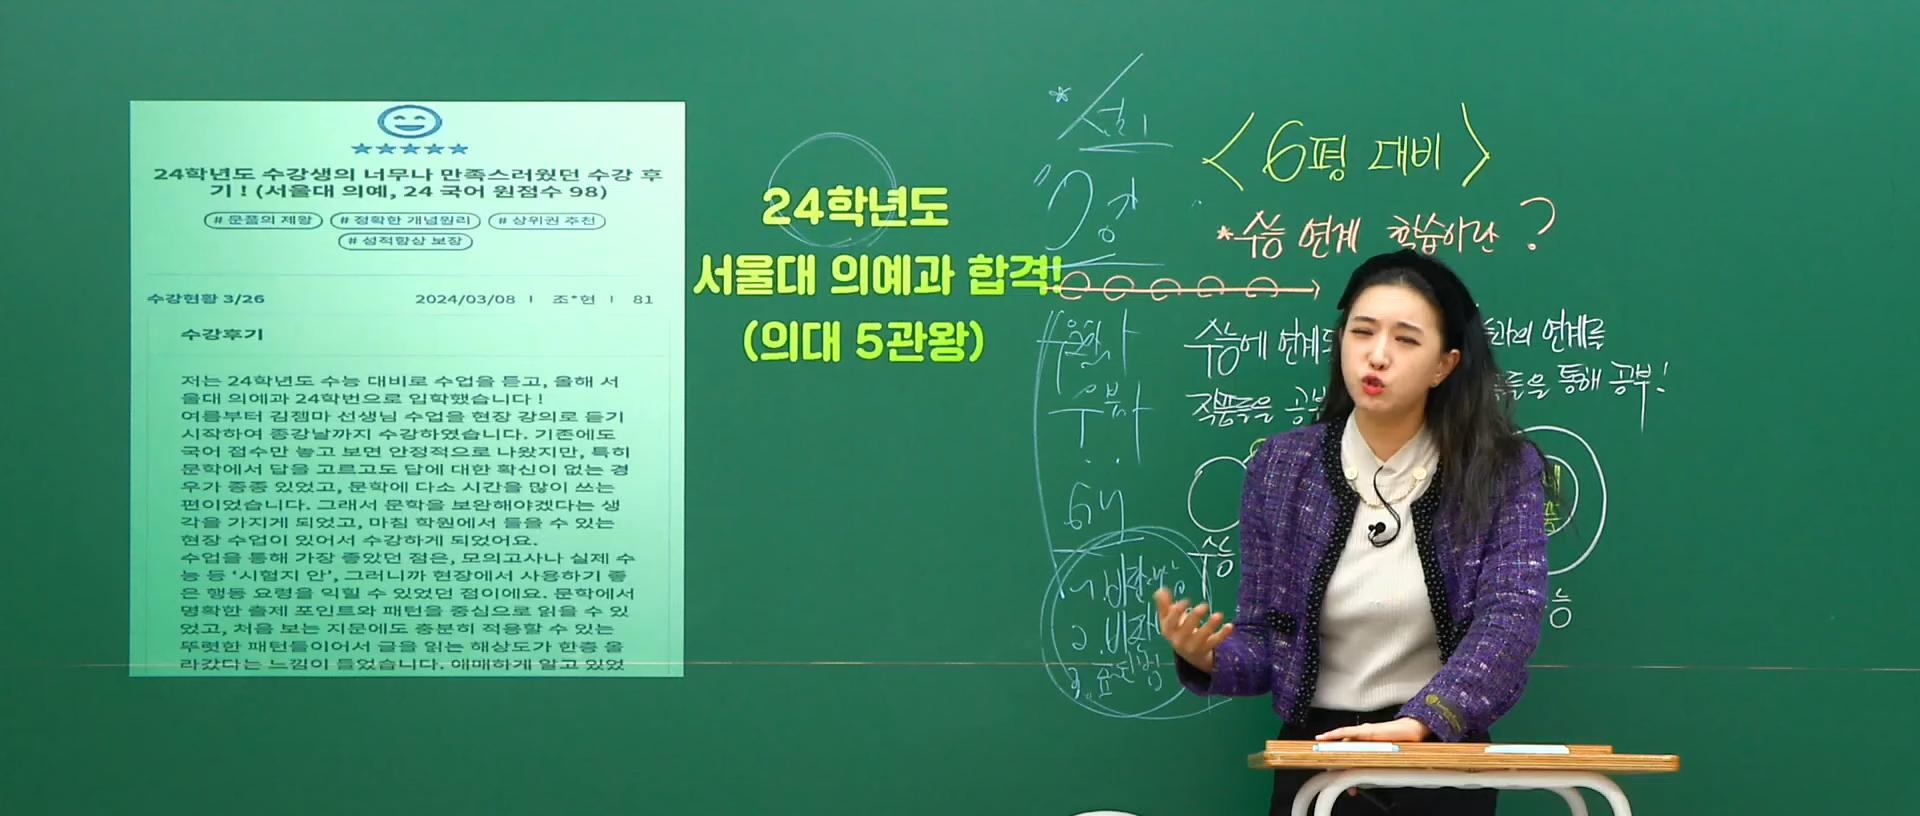 24학년도 수강생의 너무나 만족스러웠던 수강 후
기 ! (서울대 의예, 24 국어 원점수 98)
# 문풀의 제왕 # 정확한 개념원리 # 상위권 추천
# 성적향상 보장
수강현황 3/26 2024/03/08 | 조*현 | 81
수강후기
저는 24학년도 수능 대비로 수업을 듣고, 올해 서
울대 의예과 24학번으로 입학했습니다 !
여름부터 김젬마 선생님 수업을 현장 강의로 듣기
시작하여 종강날까지 수강하였습니다. 기존에도
국어 점수만 놓고 보면 안정적으로 나왔지만, 특히
문학에서 답을 고르고도 답에 대한 확신이 없는 경
우가 종종 있었고, 문학에 다소 시간을 많이 쓰는
편이었습니다. 그래서 문학을 보완해야겠다는 생
각을 가지게 되었고, 마침 학원에서 들을 수 있는
현장 수업이 있어서 수강하게 되었어요.
수업을 통해 가장 좋았던 점은, 모의고사나 실제 수
능 등 ‘시험지 안’, 그러니까 현장에서 사용하기 좋
은 행동 요령을 익힐 수 있었던 점이에요. 문학에서
명확한 출제 포인트와 패턴을 중심으로 읽을 수 있
었고, 처음 보는 지문에도 충분히 적용할 수 있는
뚜렷한 패턴들이어서 글을 읽는 해상도가 한층 올
라갔다는 느낌이 들었습니다. 애매하게 알고 있었
24학년도
서울대 의예과 합격!
(의대 5관왕)
<6평 대비>
*수능 연계 학습이란 ?
수능에 연계
작품들을 공부
연계를
들을 통해 공부!
수능
능